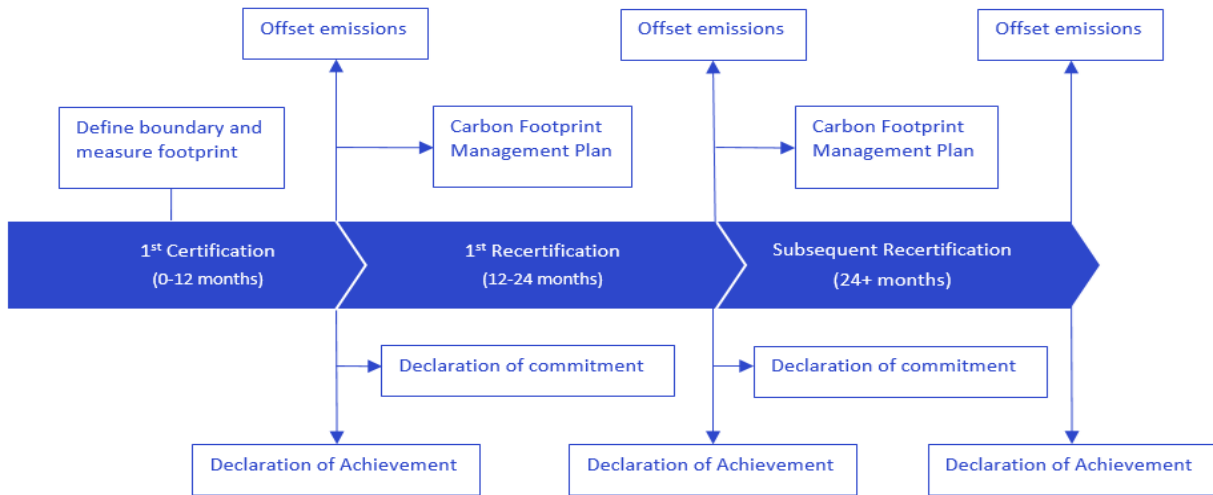 Offset emissions
Offset emissions
Offset emissions
Define boundary and
measure footprint
Carbon Footprint
Management Plan
Carbon Footprint
Management Plan
1st Certification
(0-12 months)
1st Recertification
(12-24 months)
Subsequent Recertification
(24+ months)
Declaration of commitment
Declaration of commitment
Declaration of Achievement
Declaration of Achievement
Declaration of Achievement